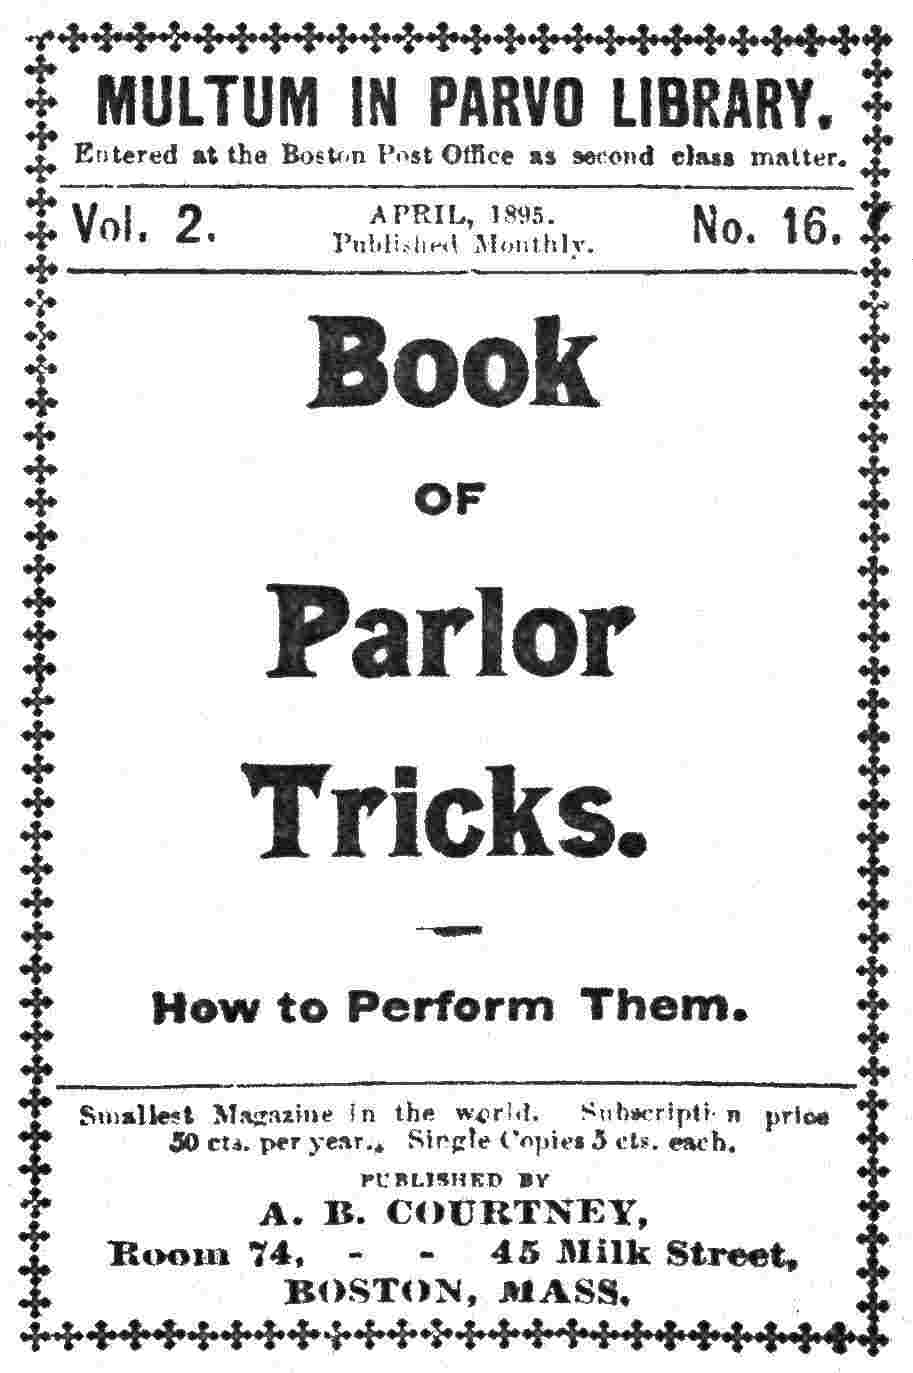 MULTUM IN PARVO LIBRARY.
Entered at the Boston Post Office as second class matter.
Vol. 2.
APRIL, 1895.
Published Monthly.
No. 16.
Book
OF
Parlor
Tricks.
How to Perform Them.
Smallest Magazine in the world. Subscription price
50 cts. per year. Single Copies 5 cts. each.
PUBLISHED BY
A. B. COURTNEY,
Room 74, - - 45 Milk Street,
BOSTON, MASS.